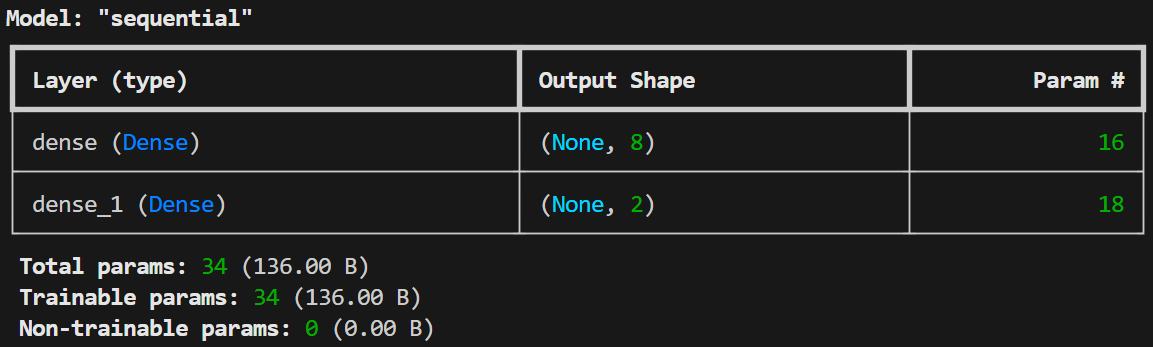 Model: "sequential"
Layer (type) Output Shape Param #
dense (Dense) (None, 8) 16
dense_1 (Dense) (None, 2) 18
Total params: 34 (136.00 B)
Trainable params: 34 (136.00 B)
Non-trainable params: 0 (0.00 B)